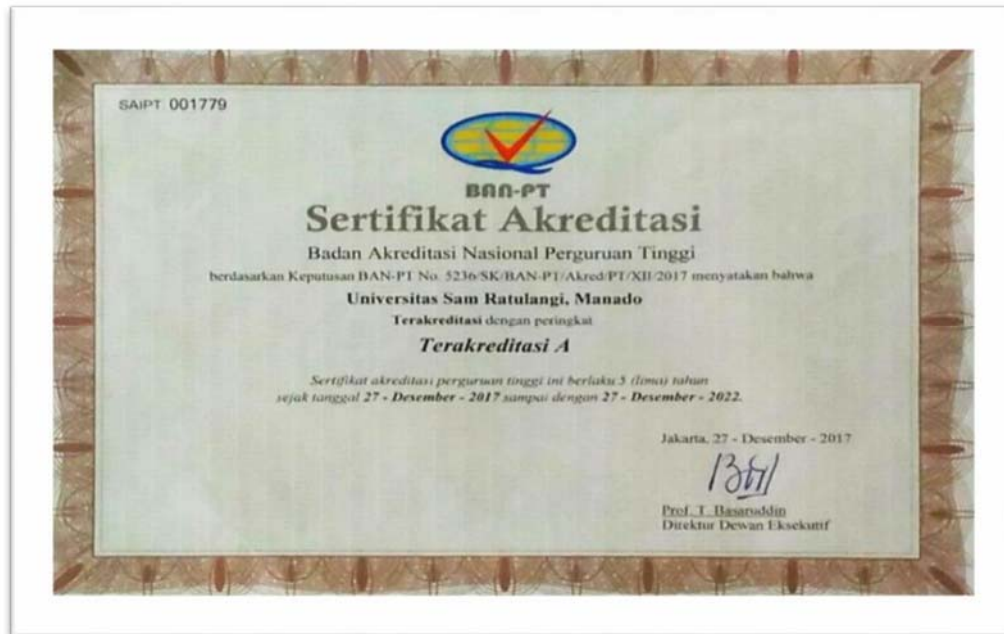 SAIPT 001779
BAN-PT
Sertifikat Akreditasi
Badan Akreditasi Nasional Perguruan Tinggi
berdasarkan Keputusan BAN-PT No. 5236/SK/BAN-PT/Akred/PT/XII/2017 menyatakan bahwa
Universitas Sam Ratulangi, Manado
Terakreditasi dengan peringkat
Terakreditasi A
Sertifikat akreditasi perguruan tinggi ini berlaku 5 (lima) tahun
sejak tanggal 27 - Desember - 2017 sampai dengan 27 - Desember - 2022.
Jakarta, 27 - Desember - 2017
Prof. T. Basaruddin
Direktur Dewan Eksekutif